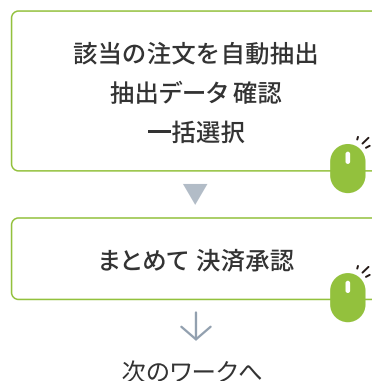 該当の注文を自動抽出
抽出データ確認
一括選択
まとめて 決済承認
次のワークへ